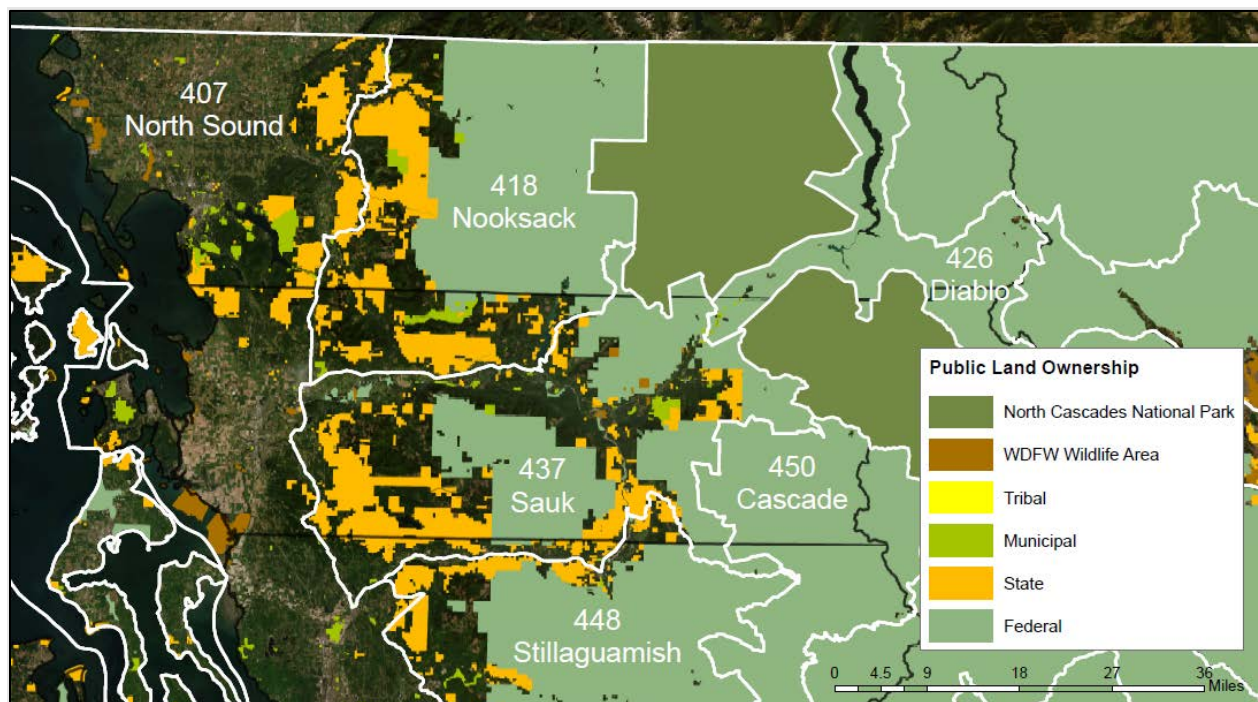 407
North Sound
418
Nooksack
426
Diablo
437
Sauk
450
Cascade
448
Stillaguamish
Public Land Ownership
North Cascades National Park
WDFW Wildlife Area
Tribal
Municipal
State
Federal
0 4.5 9 18 27 36
Miles